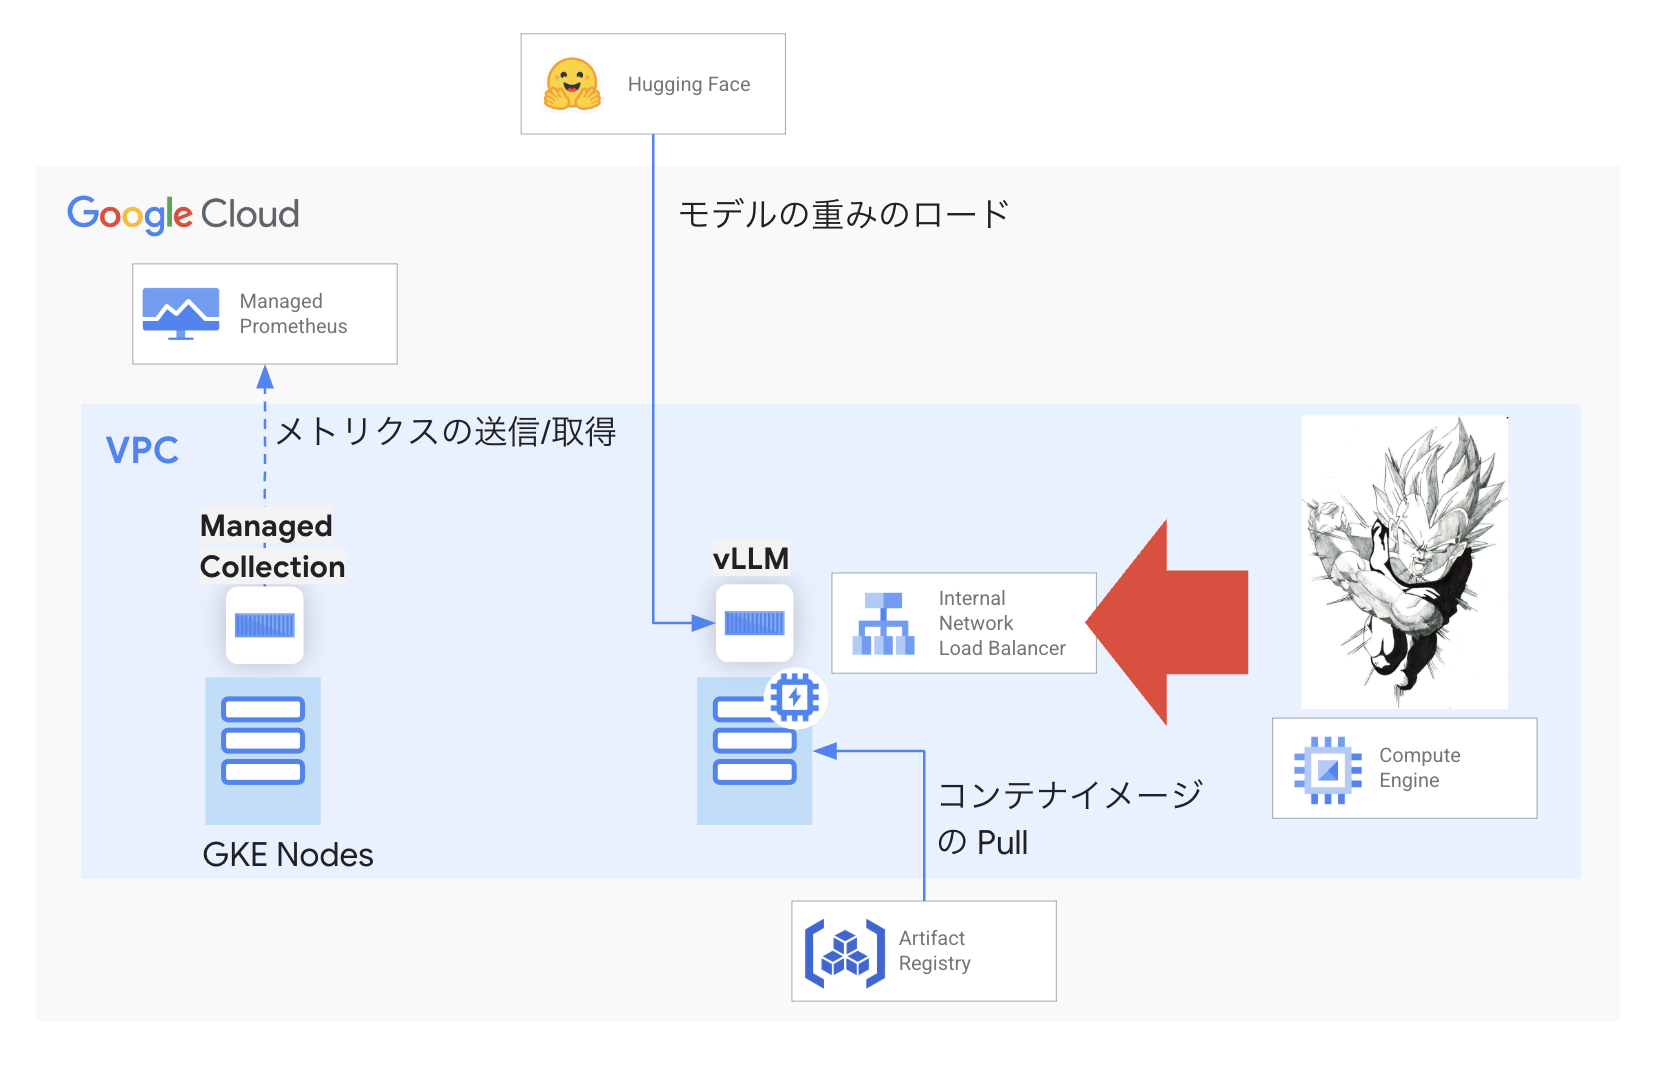 Hugging Face
Google Cloud
モデルの重みのロード
Managed
Prometheus
メトリクスの送信/取得
VPC
Managed
Collection
vLLM
Internal
Network
Load Balancer
Compute
Engine
コンテナイメージ
の Pull
GKE Nodes
Artifact
Registry